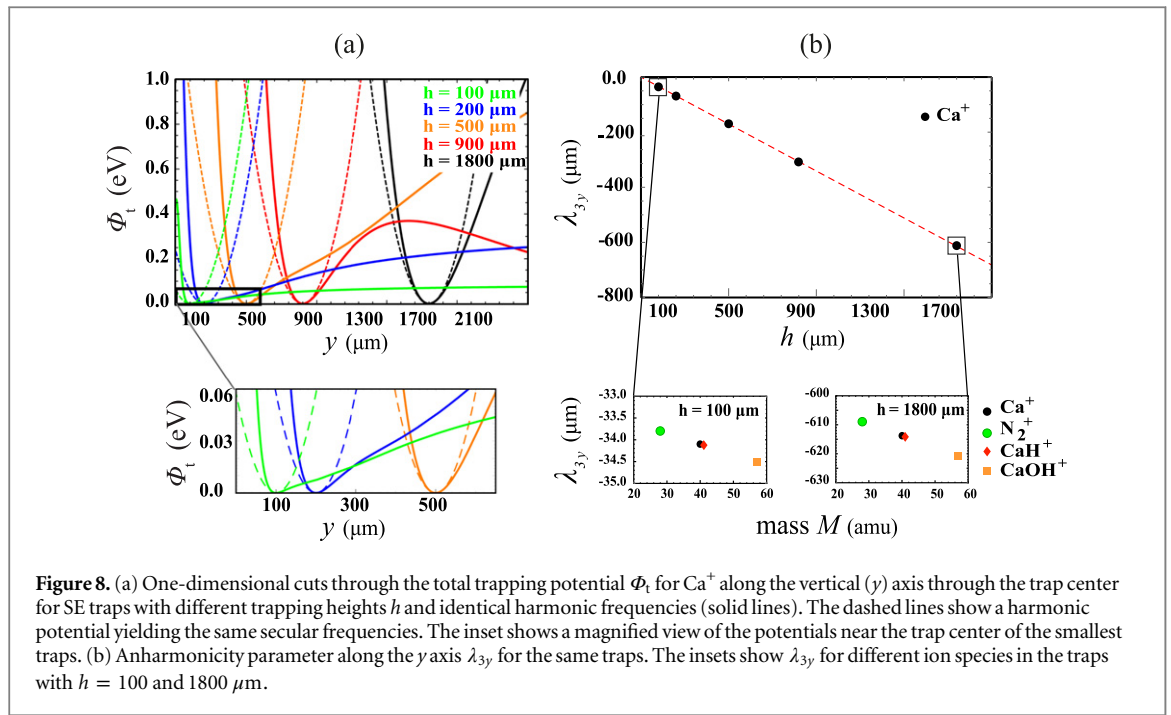 (a)
1.0
0.8
0.6
0.4
0.2
0.0
Φt (eV)
h = 100 μm
h = 200 μm
h = 500 μm
h = 900 μm
h = 1800 μm
100 500 900 1300 1700 2100
y (μm)
0.06
0.03
0.0
Φt (eV)
100 300 500
y (μm)
(b)
0.0
-200
-400
-600
-800
λ3y (μm)
Ca+
100 500 900 1300 1700
h (μm)
-33.0
-33.5
-34.0
-34.5
-35.0
λ3y (μm)
h = 100 μm
20 30 40 50 60
-600
-610
-620
-630
h = 1800 μm
20 30 40 50 60
mass M (amu)
Ca+
N2+
CaH+
CaOH+
Figure 8. (a) One-dimensional cuts through the total trapping potential Φt for Ca+ along the vertical (y) axis through the trap center
for SE traps with different trapping heights h and identical harmonic frequencies (solid lines). The dashed lines show a harmonic
potential yielding the same secular frequencies. The inset shows a magnified view of the potentials near the trap center of the smallest
traps. (b) Anharmonicity parameter along the y axis λ3y for the same traps. The insets show λ3y for different ion species in the traps
with h = 100 and 1800 μm.